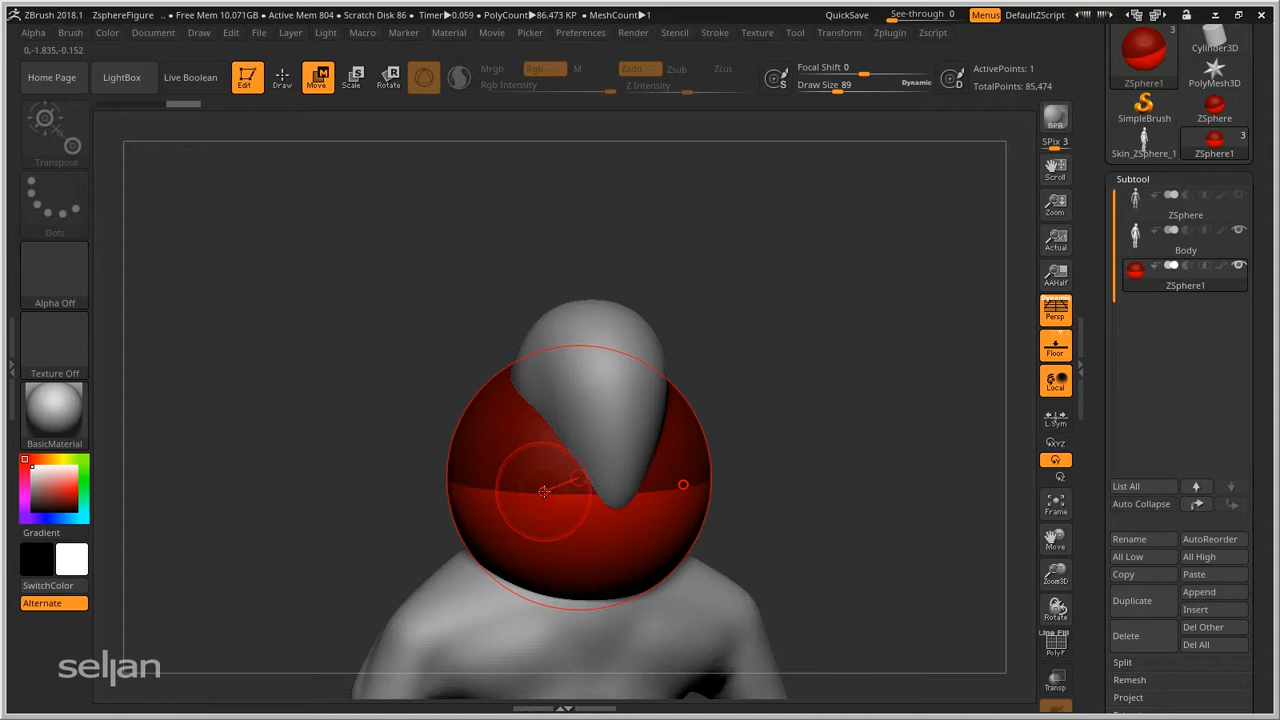 ZBrush 2018.1 ZsphereFigure .. • Free Mem 10.071GB • Active Mem 804 • Scratch Disk 86 • Timer▶0.059 • PolyCount▶86.473 KP • MeshCount▶1 QuickSave See-through 0 Menus DefaultZScript
Alpha Brush Color Document Draw Edit File Layer Light Macro Marker Material Movie Picker Preferences Render Stencil Stroke Texture Tool Transform Zplugin Zscript
0,-1.835,-0.152
Home Page LightBox Live Boolean Edit Draw Move Scale Rotate
Mrgb Rgb M Zadd Zsub Zcut
Rgb Intensity Z Intensity
S Focal Shift 0
Draw Size 89 Dynamic D
ActivePoints: 1
TotalPoints: 85,474
Transpose
Dots
Alpha Off
Texture Off
BasicMaterial
Gradient
SwitchColor
Alternate
BPR
SPix 3
Scroll
Zoom
Actual
AAHalf
Dynamic
Persp
Floor
Local
L.Sym
XYZ
Y
Frame
Move
Zoom3D
Rotate
Line Fill
PolyF
Transp
3
ZSphere1 Cylinder3D
PolyMesh3D
SimpleBrush ZSphere
3
Skin_ZSphere_1 ZSphere1
Subtool
ZSphere
Body
ZSphere1
List All
Auto Collapse
Rename AutoReorder
All Low All High
Copy Paste
Duplicate Append
Insert
Delete Del Other
Del All
Split
Remesh
Project
seljan